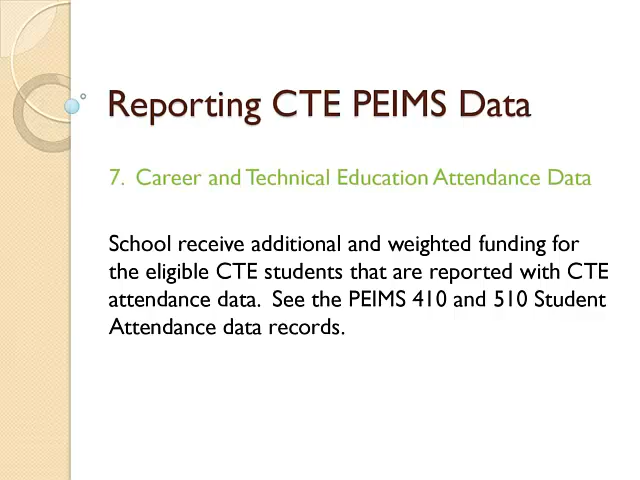 Reporting CTE PEIMS Data
7. Career and Technical Education Attendance Data
School receive additional and weighted funding for
the eligible CTE students that are reported with CTE
attendance data. See the PEIMS 410 and 510 Student
Attendance data records.